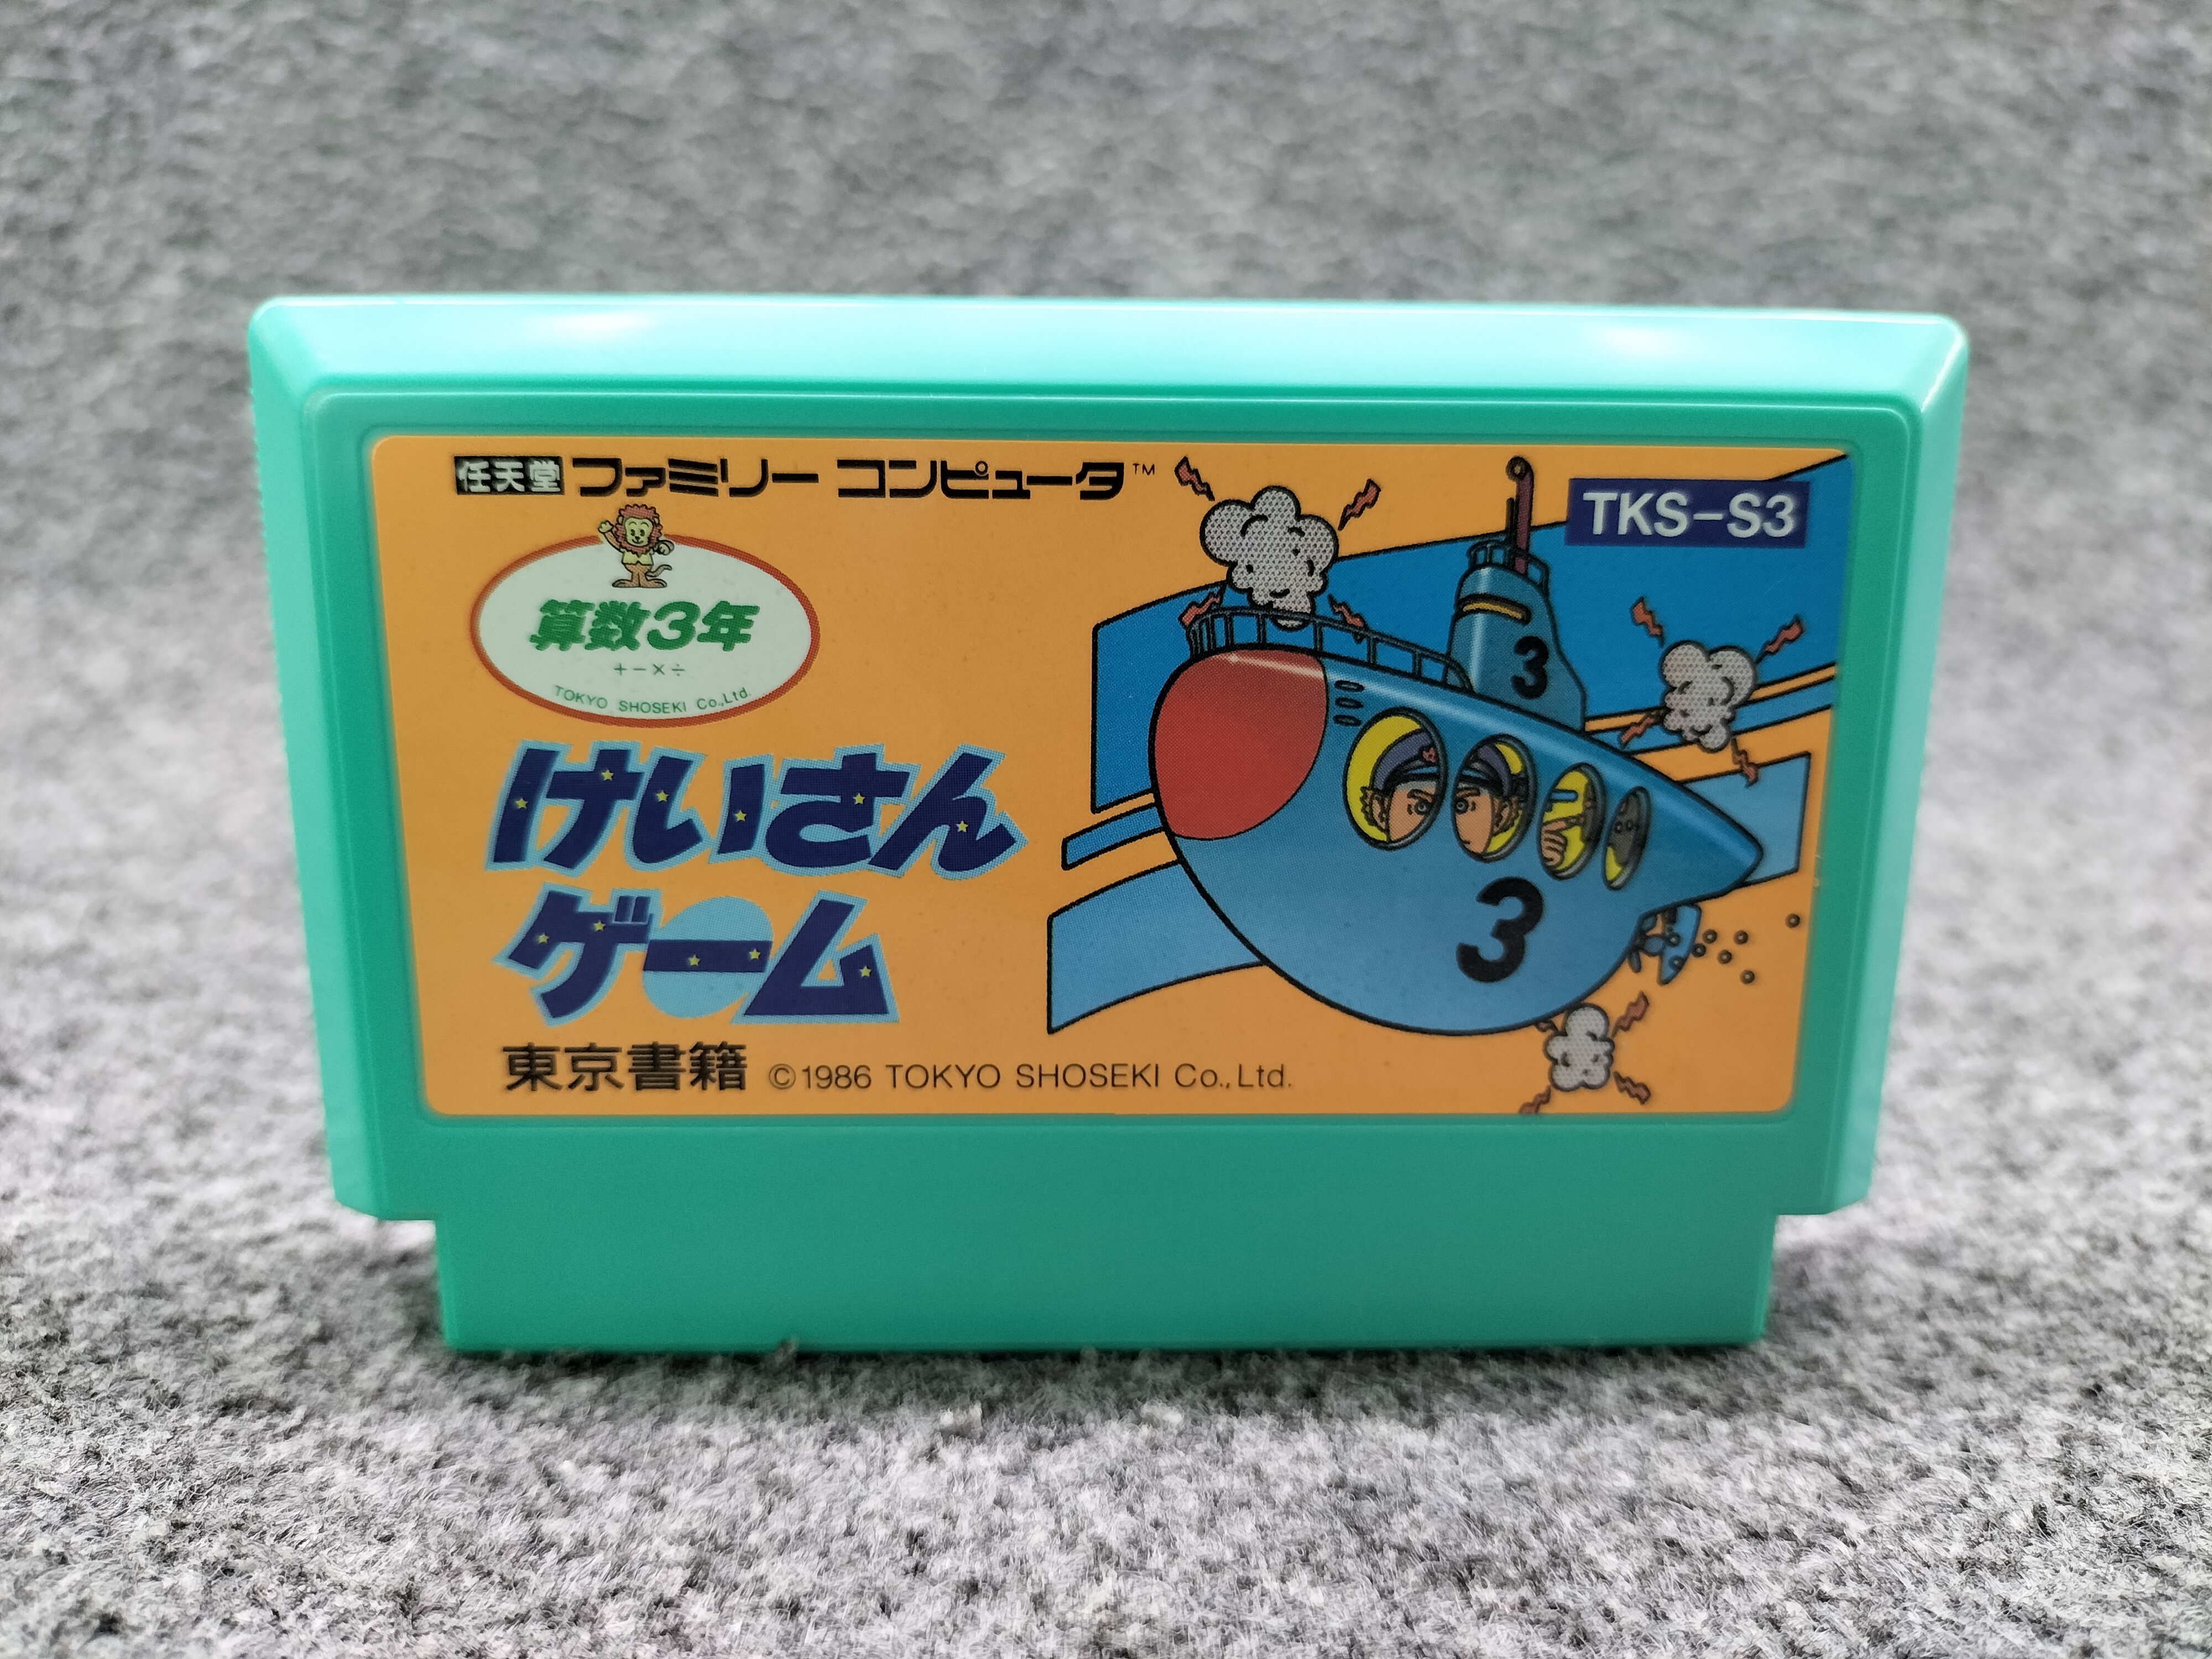 任天堂 ファミリー コンピュータ™
TKS-S3
算数3年
+-×÷
TOKYO SHOSEKI Co.,Ltd.
けいさん
ゲーム
3
3
東京書籍 ©1986 TOKYO SHOSEKI Co.,Ltd.